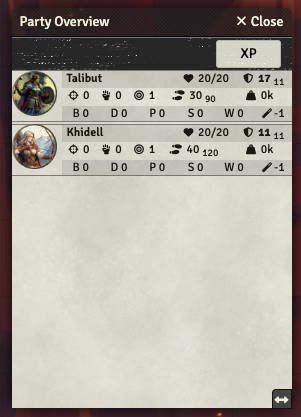 Party Overview ✕ Close
XP
Talibut 20/20 17 11
0 0 1 30 90 0k
B 0 D 0 P 0 S 0 W 0 -1
Khidell 20/20 11 11
0 0 1 40 120 0k
B 0 D 0 P 0 S 0 W 0 -1